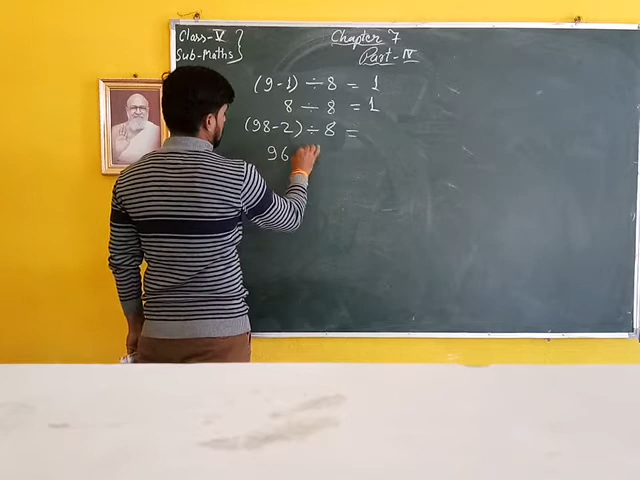 Class-V
Sub-Maths
Chapter 7
Part-IV
(9-1) ÷ 8 = 1
8 ÷ 8 = 1
(98-2) ÷ 8 =
96